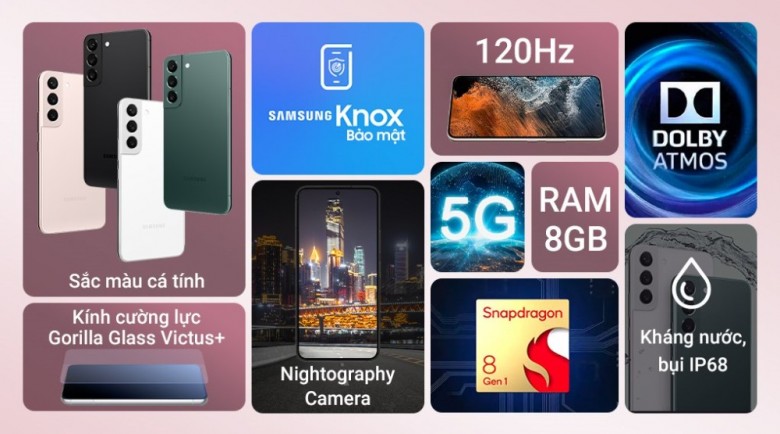 Sắc màu cá tính
Kính cường lực
Gorilla Glass Victus+
SAMSUNG Knox
Bảo mật
Nightography
Camera
120Hz
5G
RAM
8GB
Snapdragon
8
Gen 1
DOLBY
ATMOS
Kháng nước,
bụi IP68